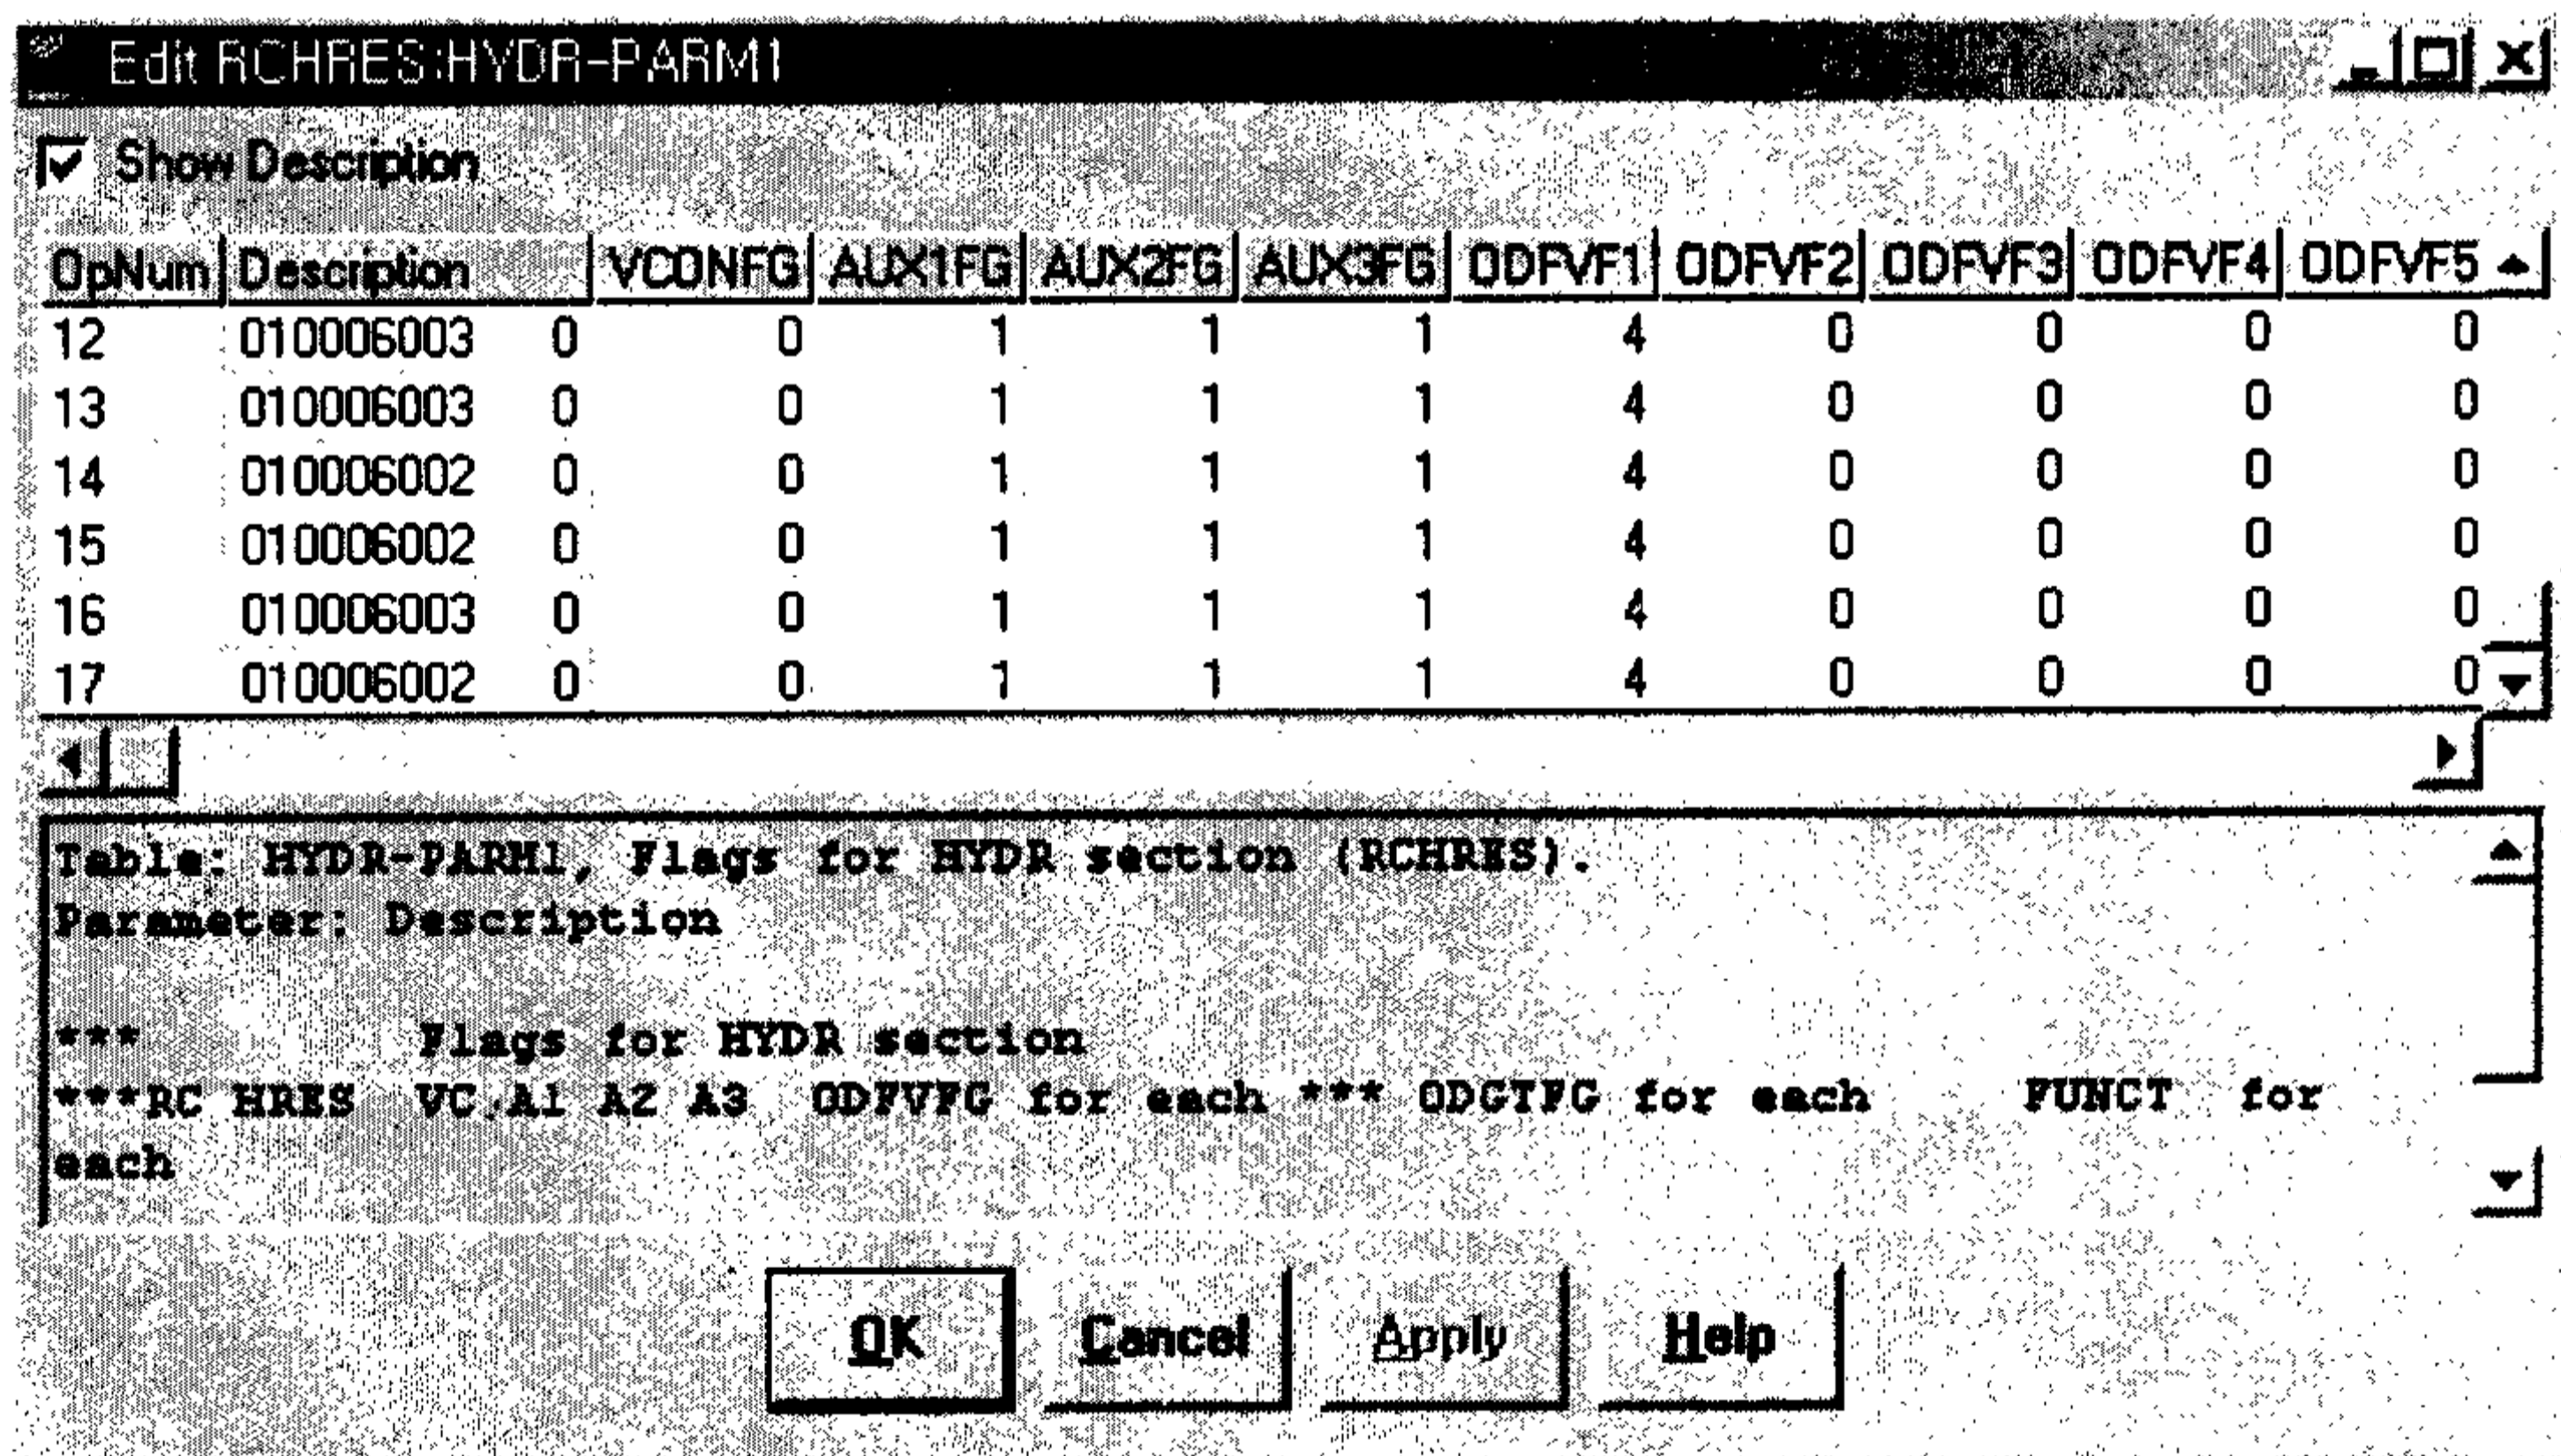 Edit RCHRES:HYDR-PARM1
Show Description
OpNum Description VCONFG AUX1FG AUX2FG AUX3FG ODFVF1 ODFVF2 ODFVF3 ODFVF4 ODFVF5
12 010006003 0 0 1 1 1 4 0 0 0 0
13 010006003 0 0 1 1 1 4 0 0 0 0
14 010006002 0 0 1 1 1 4 0 0 0 0
15 010006002 0 0 1 1 1 4 0 0 0 0
16 010006003 0 0 1 1 1 4 0 0 0 0
17 010006002 0 0 1 1 1 4 0 0 0 0
Table: HYDR-PARM1, Flags for HYDR section (RCHRES).
Parameter: Description
*** Flags for HYDR section
***RC HRES VC A1 A2 A3 ODFVFG for each *** ODGTFG for each FUNCT for
each
OK Cancel Apply Help